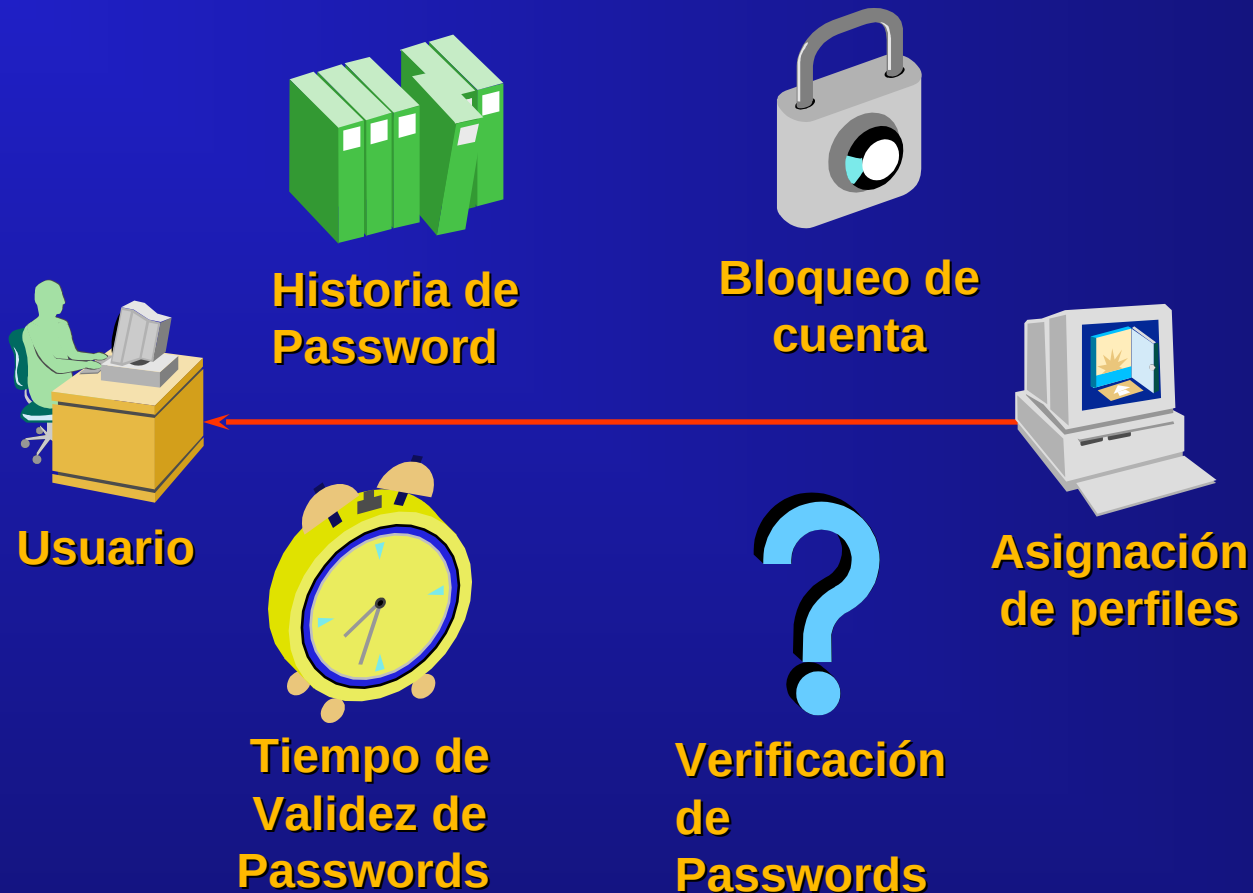 Historia de
Password
Bloqueo de
cuenta
Usuario
Asignación
de perfiles
Tiempo de
Validez de
Passwords
Verificación
de
Passwords